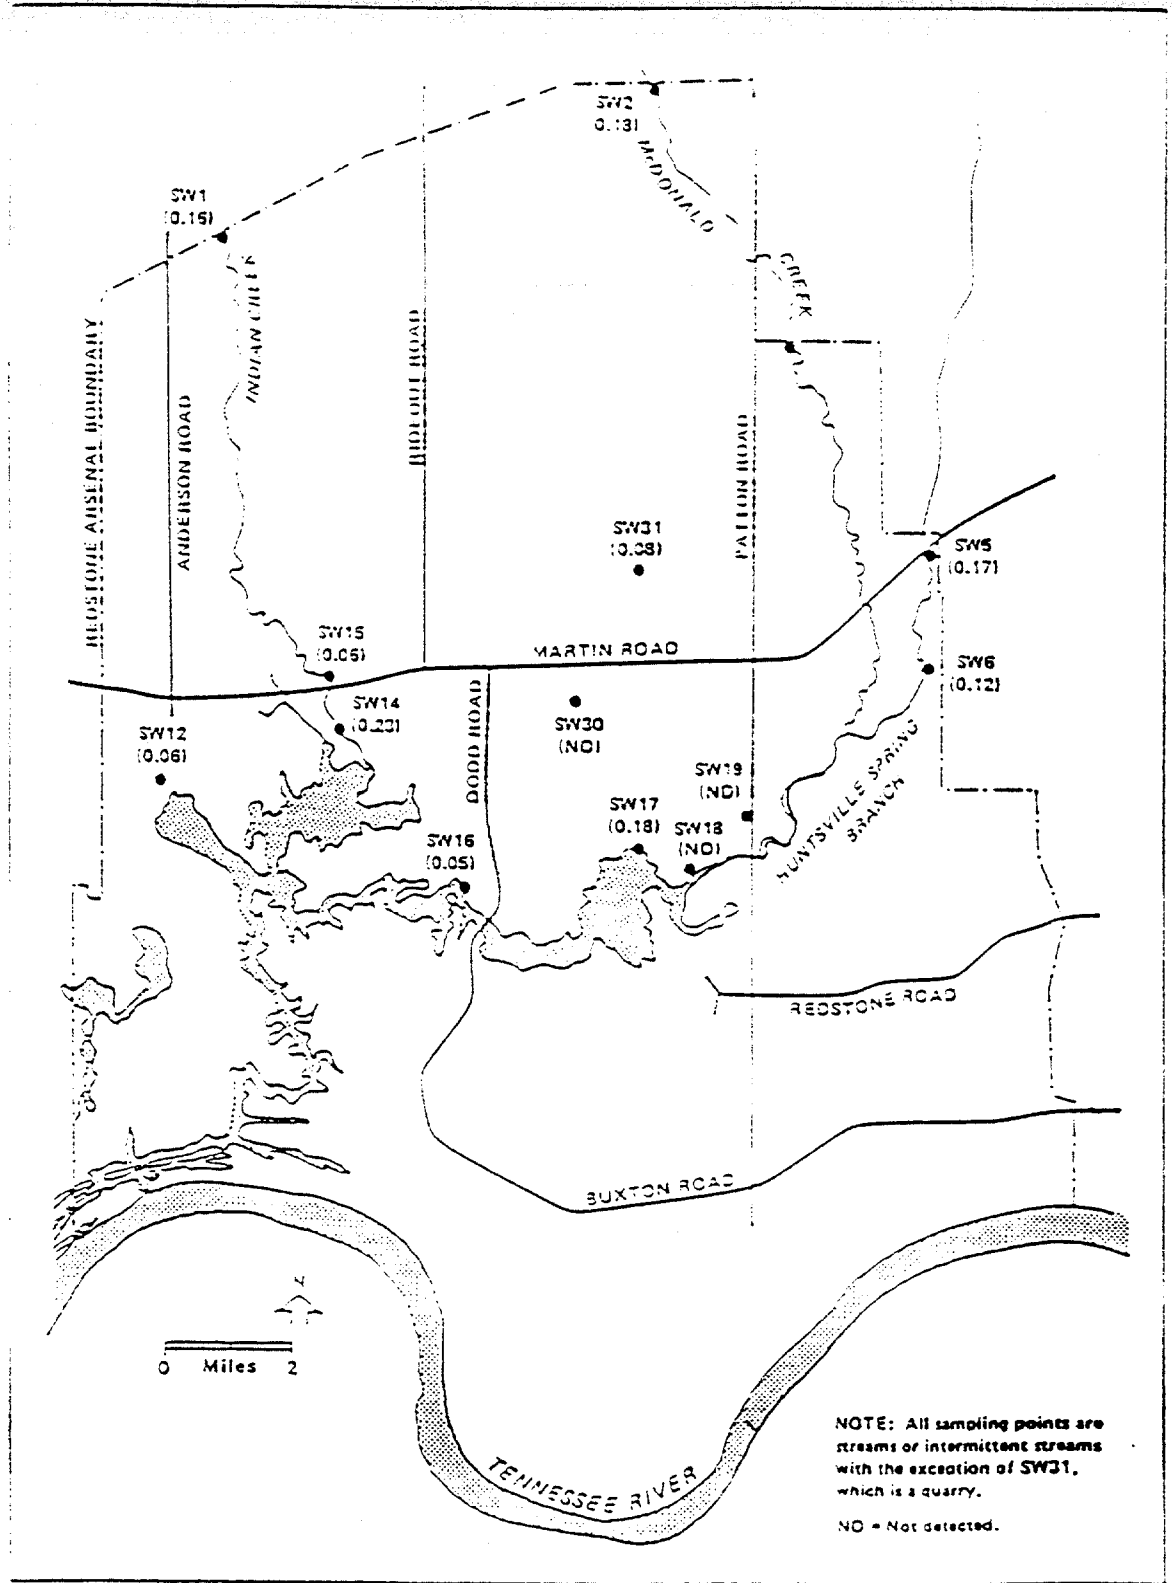 SW2
0.13)
McDONALD
SW1
(0.15)
CREEK
INDIAN CREEK
RIDEOUT ROAD
REDSTONE ARSENAL BOUNDARY
ANDERSON ROAD
PATTON ROAD
SW31
(0.08)
SW5
(0.17)
SW15
(0.05)
MARTIN ROAD
SW6
(0.12)
SW14
(0.23)
DODD ROAD
SW30
(ND)
SW12
(0.06)
HUNTSVILLE SPRING
BRANCH
SW19
(ND)
SW17
(0.18)
SW18
(ND)
SW16
(0.05)
REDSTONE ROAD
BUXTON ROAD
0 Miles 2
TENNESSEE RIVER
NOTE: All sampling points are
streams or intermittent streams
with the exception of SW31,
which is a quarry.
ND = Not detected.